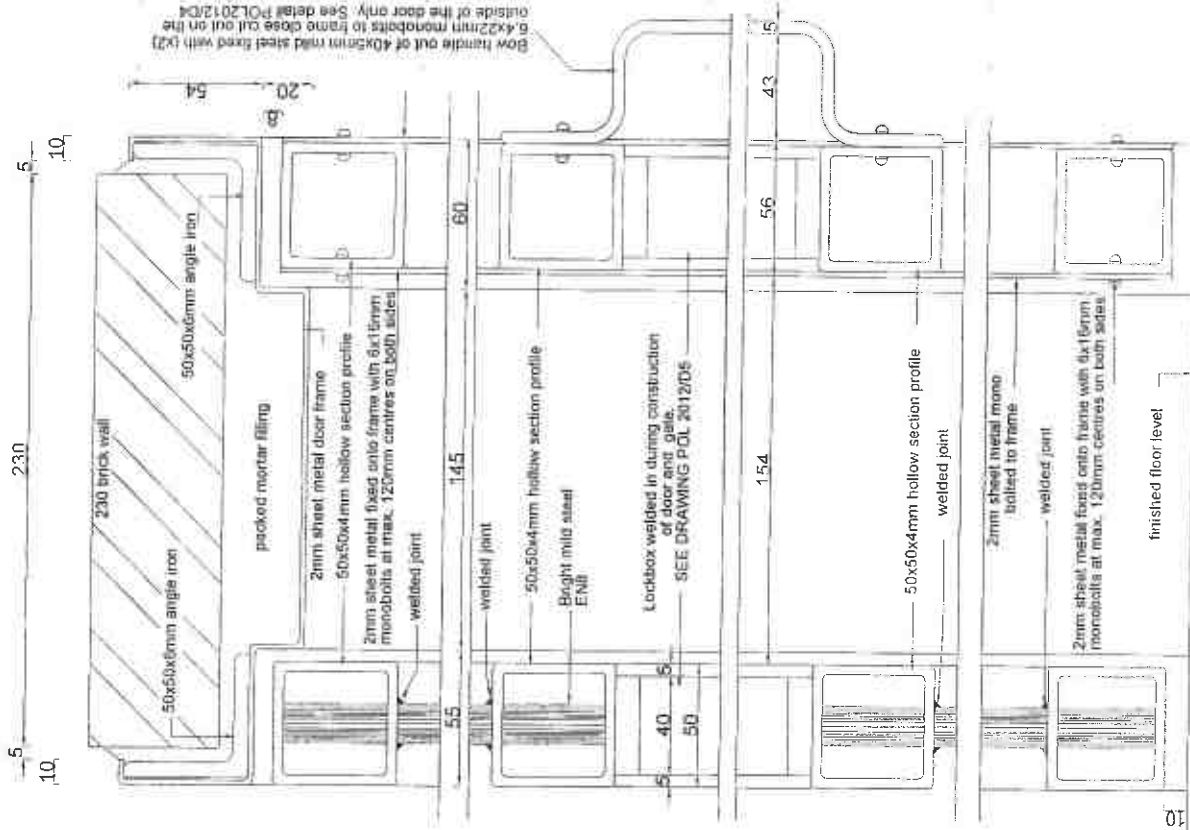 Bow handle out of 40x5mm mild steel fixed with (x2)
6,4x22mm monobolts to frame close cut out on the
outside of the door only. See detail POL2012/D4
54
20
8
10
5
230
5
10
50x50x6mm angle iron
230 brick wall
50x50x6mm angle iron
packed mortar filling
2mm sheet metal door frame
50x50x4mm hollow section profile
2mm sheet metal fixed onto frame with 6x16mm
monobolts at max. 120mm centres on both sides
welded joint
60
145
55
welded joint
50x50x4mm hollow section profile
Bright mild steel
EN8
Lockbox welded in during construction
of door and gate.
SEE DRAWING POL 2012/D5
5
40
5
50
5
43
56
154
50x50x4mm hollow section profile
welded joint
2mm sheet metal mono
bolted to frame
welded joint
2mm sheet metal fixed onto frame with 6x16mm
monobolts at max. 120mm centres on both sides
finished floor level
10